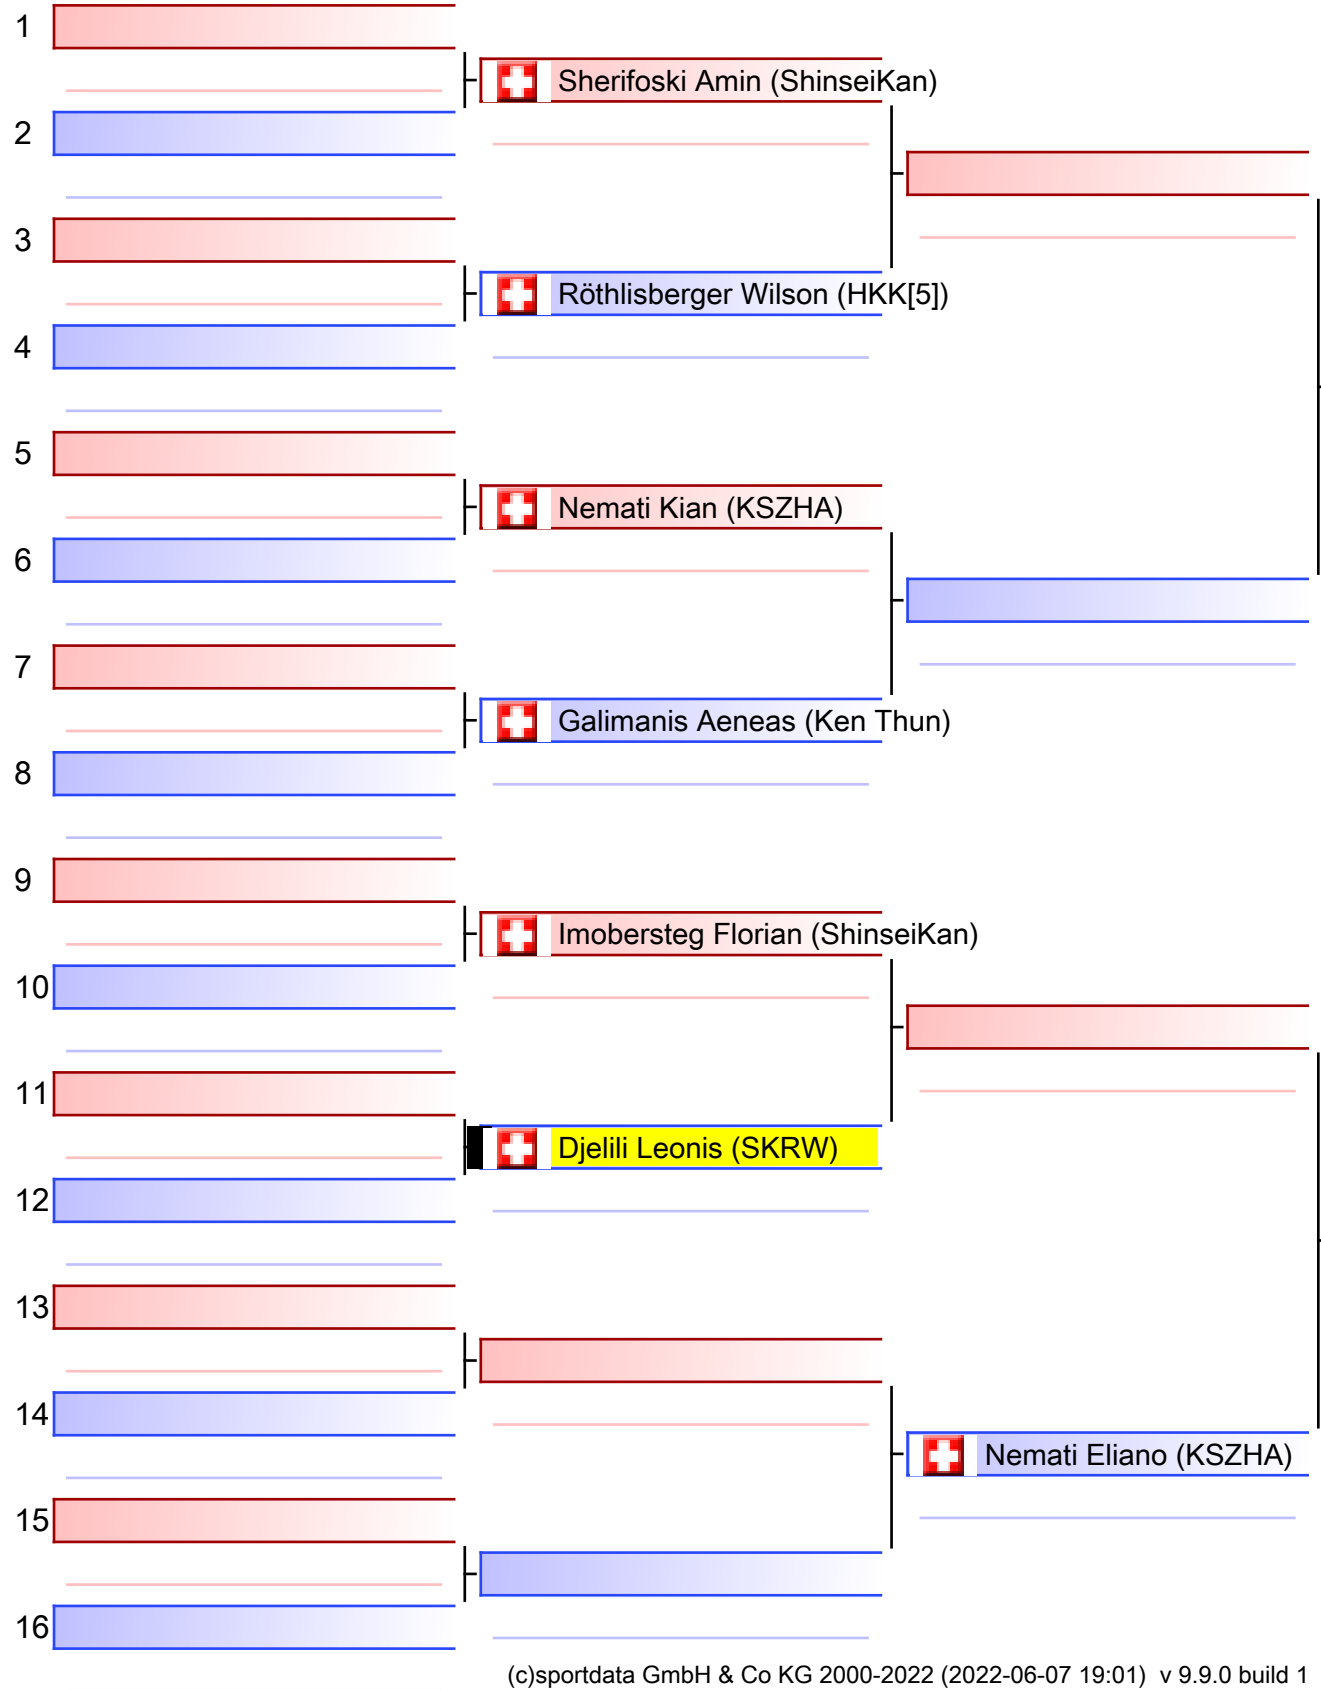 1
Sherifoski Amin (ShinseiKan)
2
3
Röthlisberger Wilson (HKK[5])
4
5
Nemati Kian (KSZHA)
6
7
Galimanis Aeneas (Ken Thun)
8
9
Imobersteg Florian (ShinseiKan)
10
11
Djelili Leonis (SKRW)
12
13
14
Nemati Eliano (KSZHA)
15
16
(c)sportdata GmbH & Co KG 2000-2022 (2022-06-07 19:01) v 9.9.0 build 1